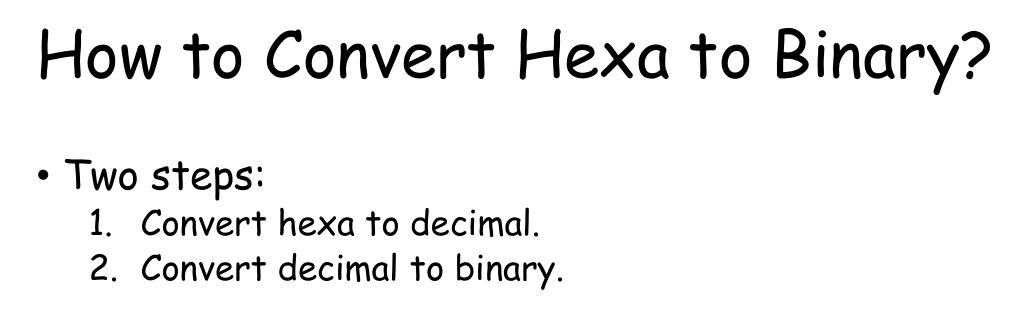 How to Convert Hexa to Binary?
• Two steps:
1. Convert hexa to decimal.
2. Convert decimal to binary.